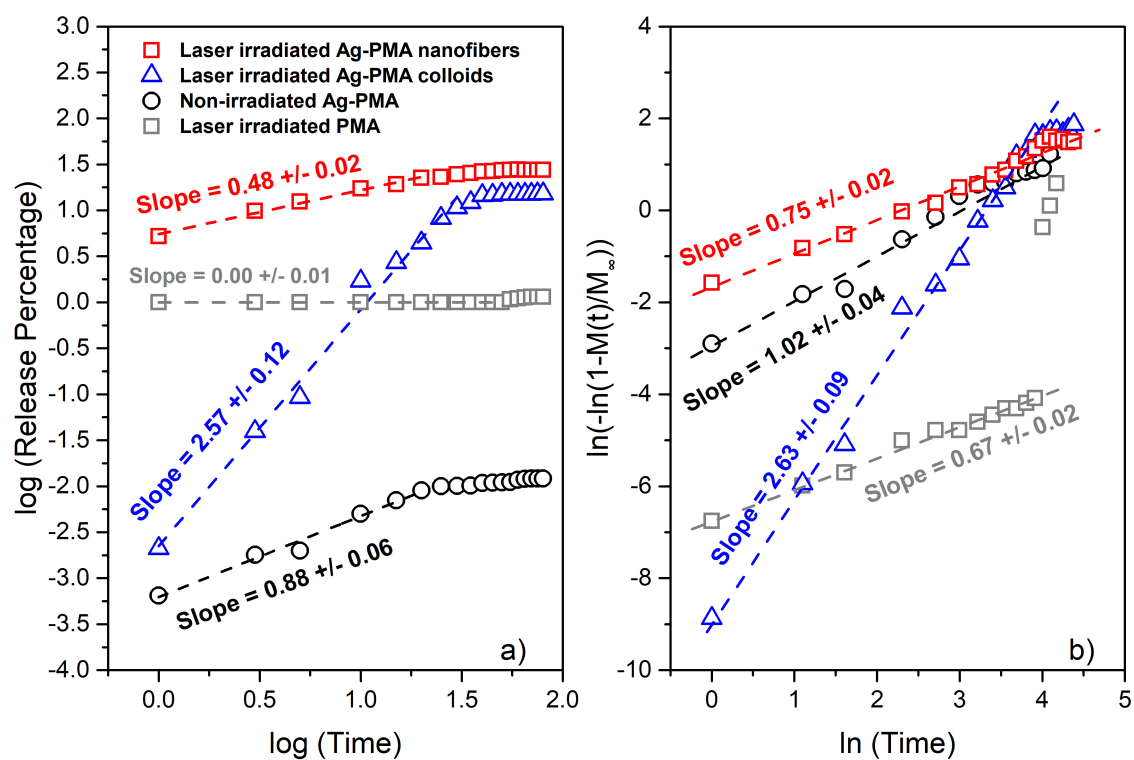 3.0
2.5
2.0
1.5
1.0
0.5
0.0
-0.5
-1.0
-1.5
-2.0
-2.5
-3.0
-3.5
-4.0
log (Release Percentage)
Laser irradiated Ag-PMA nanofibers
Laser irradiated Ag-PMA colloids
Non-irradiated Ag-PMA
Laser irradiated PMA
Slope = 0.48 +/- 0.02
Slope = 0.00 +/- 0.01
Slope = 2.57 +/- 0.12
Slope = 0.88 +/- 0.06
a)
0.0
0.5
1.0
1.5
2.0
log (Time)
4
2
0
-2
-4
-6
-8
-10
ln(-ln(1-M(t)/M∞))
Slope = 0.75 +/- 0.02
Slope = 1.02 +/- 0.04
Slope = 2.63 +/- 0.09
Slope = 0.67 +/- 0.02
b)
0
1
2
3
4
5
ln (Time)